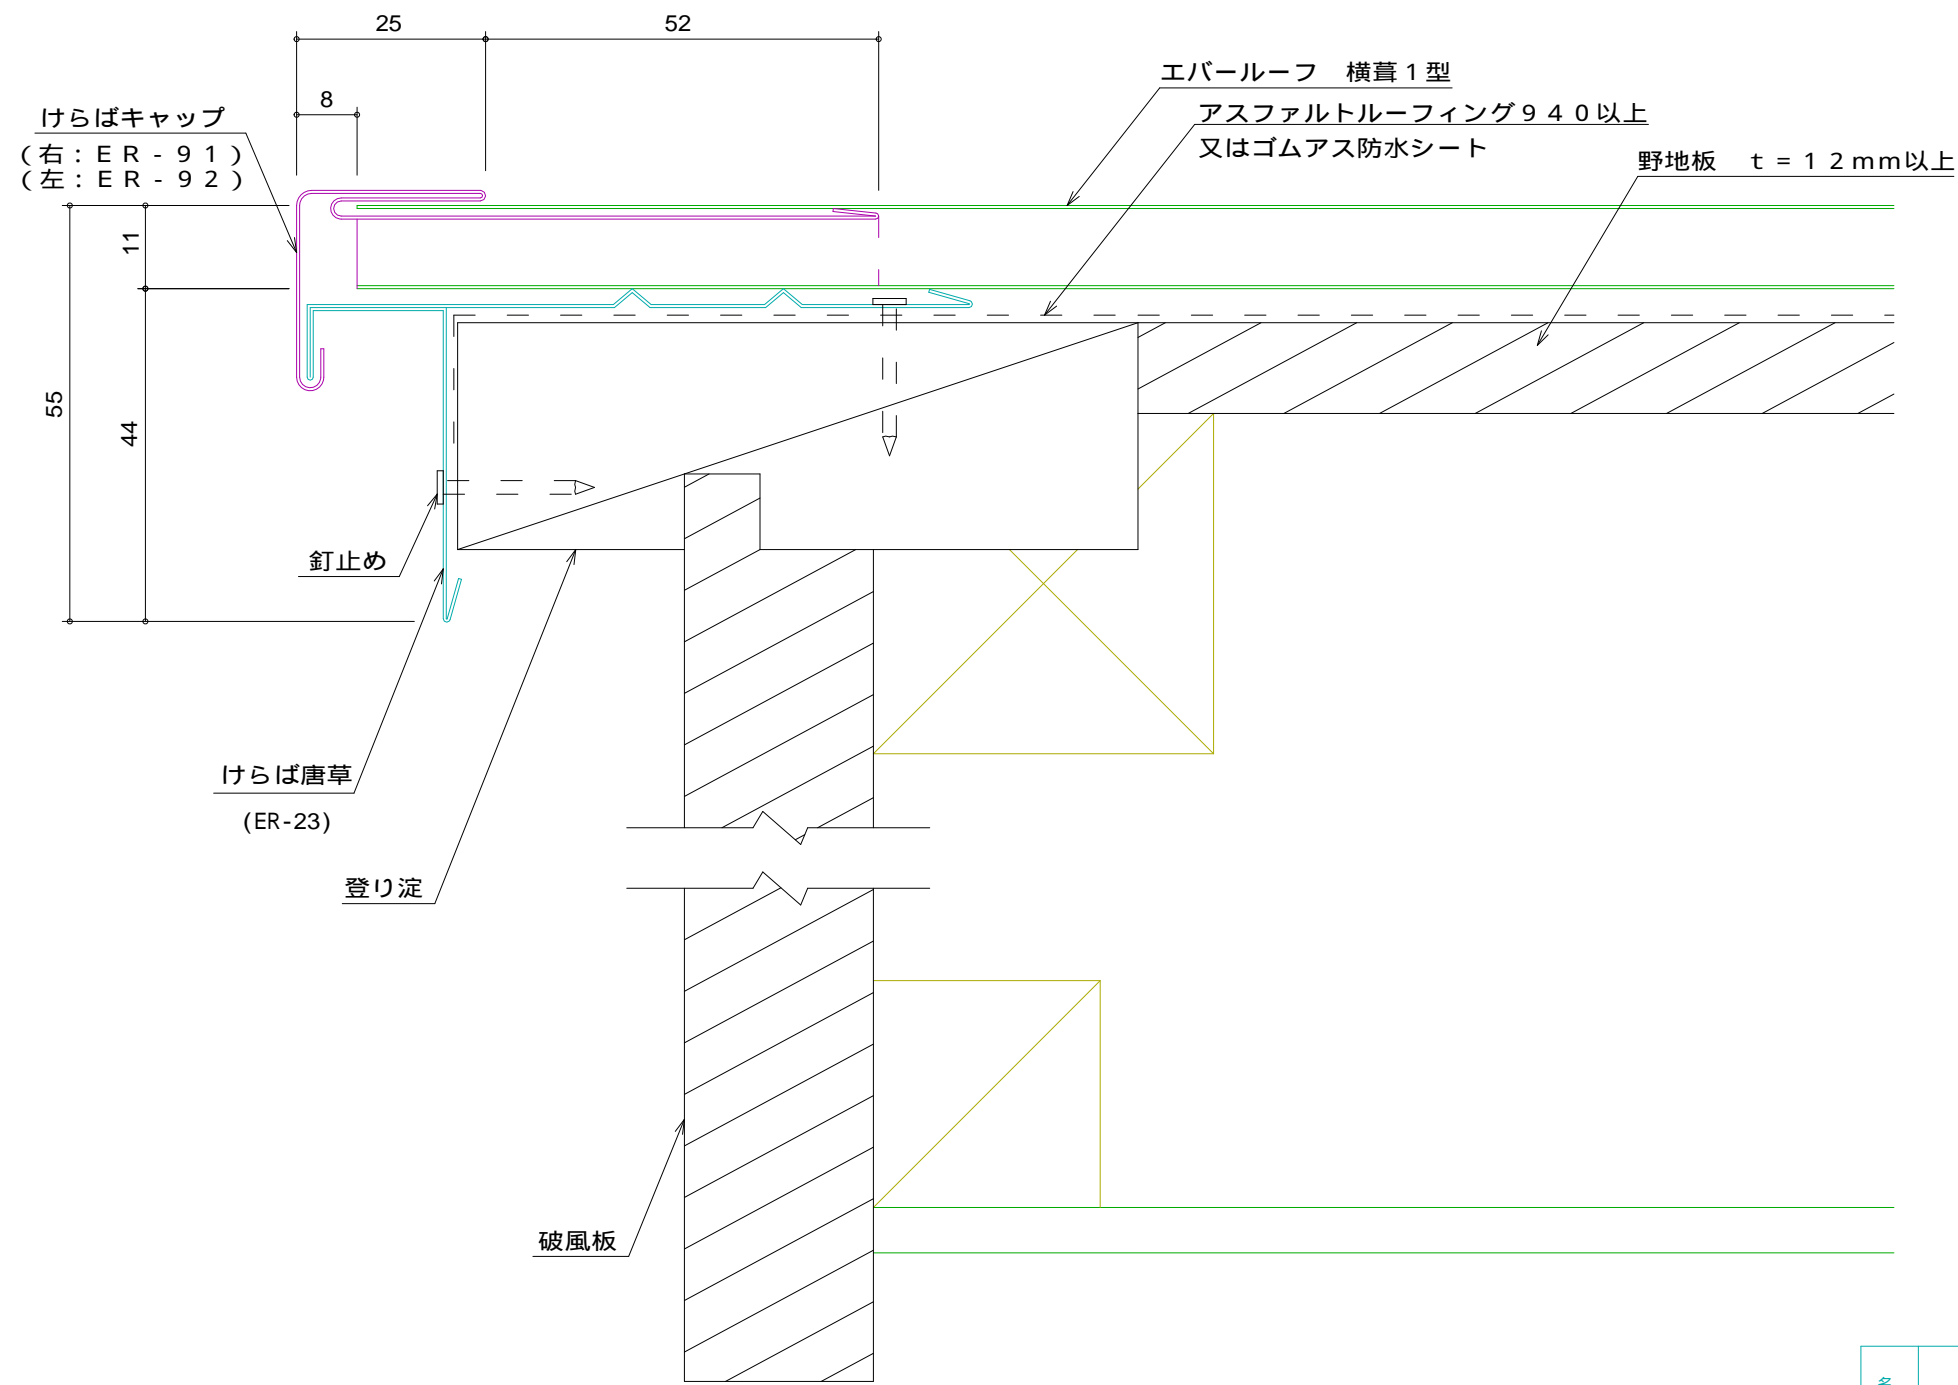 25
52
8
エバールーフ　横葺１型
けらばキャップ
(右：ＥＲ-９１)
(左：ＥＲ-９２)
アスファルトルーフィング９４０以上
又はゴムアス防水シート
野地板　ｔ＝１２ｍｍ以上
11
55
44
釘止め
けらば唐草
(ER-23)
登り淀
破風板